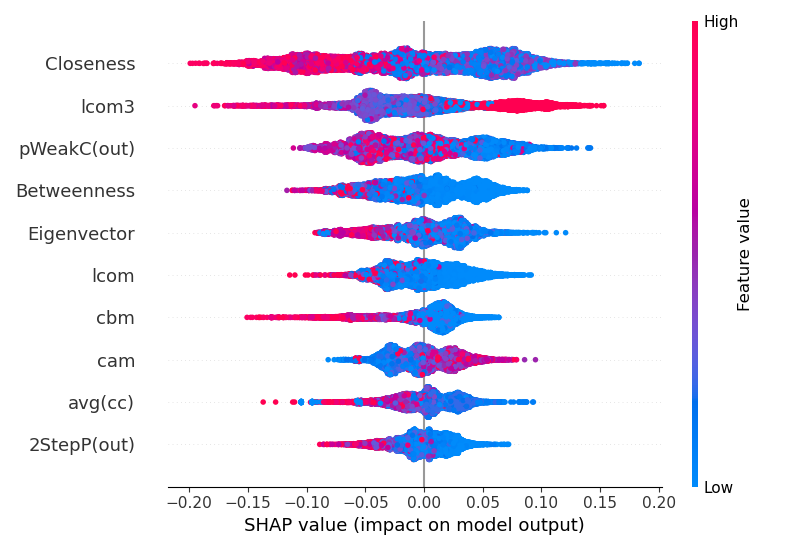 High
Closeness
lcom3
pWeakC(out)
Betweenness
Eigenvector
lcom
cbm
cam
avg(cc)
2StepP(out)
Feature value
Low
−0.20 −0.15 −0.10 −0.05 0.00 0.05 0.10 0.15 0.20
SHAP value (impact on model output)